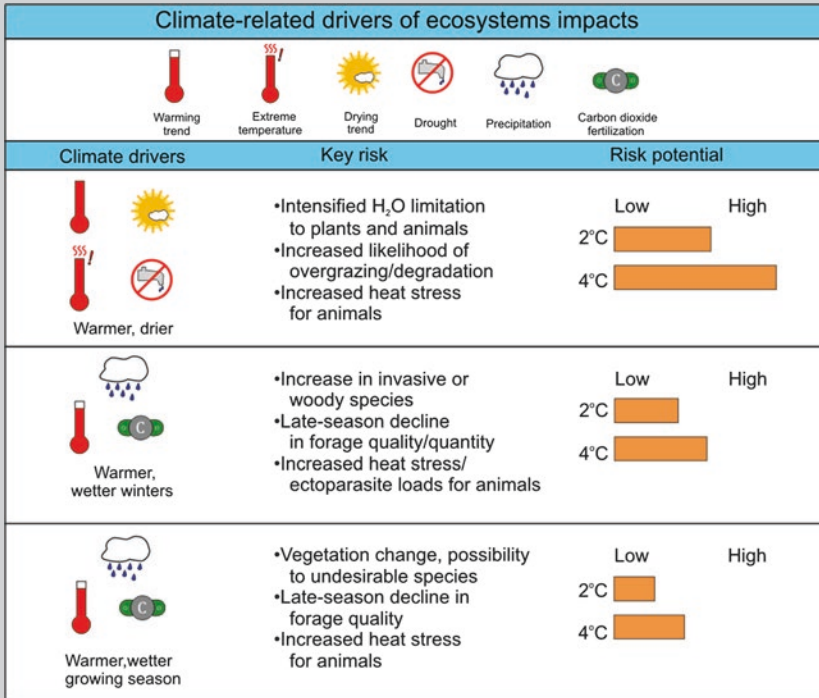 Climate-related drivers of ecosystems impacts
Warming
trend
Extreme
temperature
Drying
trend
Drought
Precipitation
Carbon dioxide
fertilization
Climate drivers
Key risk
Risk potential
Warmer, drier
•Intensified H₂O limitation
to plants and animals
•Increased likelihood of
overgrazing/degradation
•Increased heat stress
for animals
Low High
2°C
4°C
C
Warmer,
wetter winters
•Increase in invasive or
woody species
•Late-season decline
in forage quality/quantity
•Increased heat stress/
ectoparasite loads for animals
Low High
2°C
4°C
C
Warmer,wetter
growing season
•Vegetation change, possibility
to undesirable species
•Late-season decline in
forage quality
•Increased heat stress
for animals
Low High
2°C
4°C